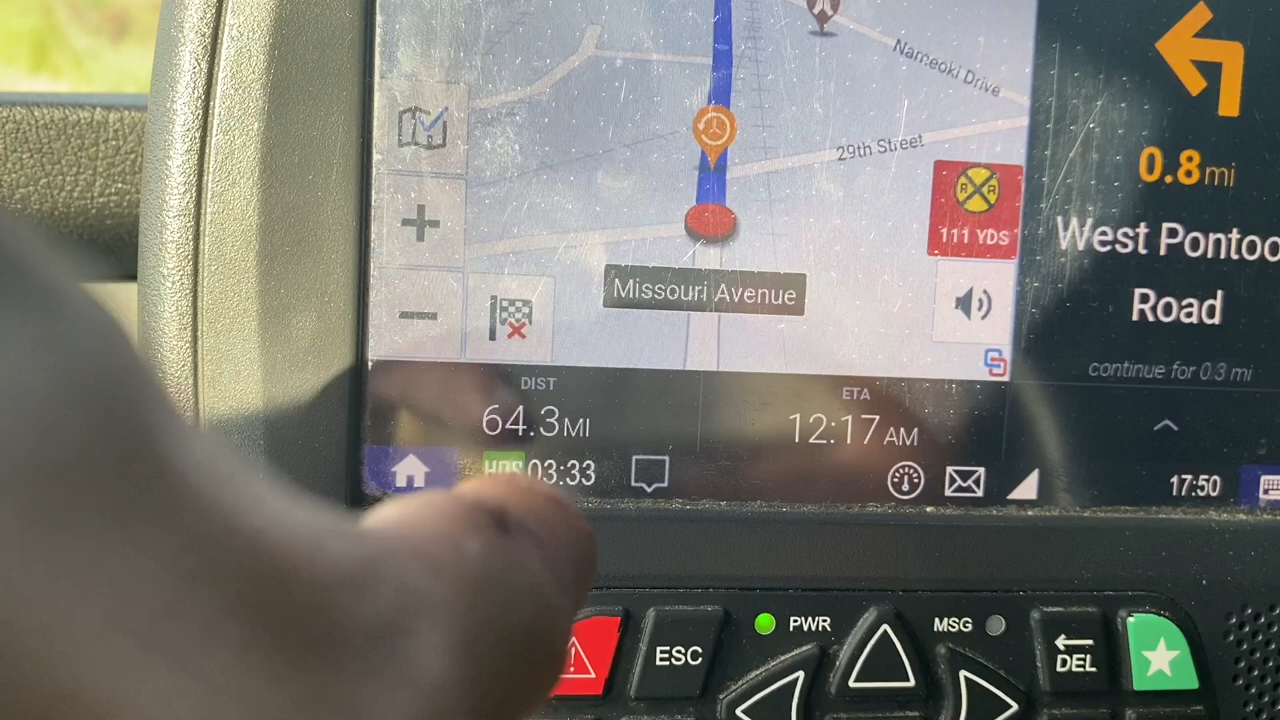 Nameoki Drive
29th Street
0.8 mi
R R
111 YDS
West Pontoo
Road
Missouri Avenue
continue for 0.3 mi
DIST
64.3 MI
ETA
12:17 AM
HOS 03:33
17:50
ESC
PWR
MSG
DEL